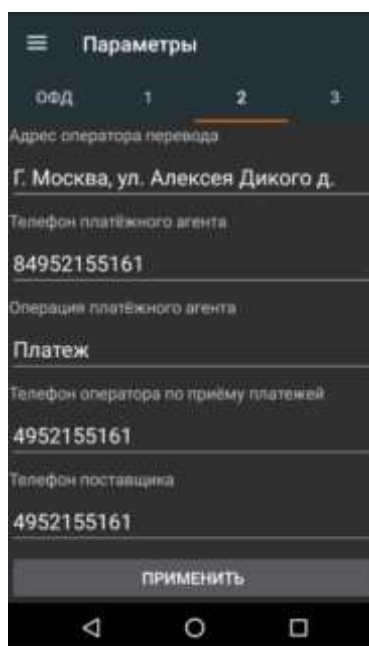 Параметры
ОФД 1 2 3
Адрес оператора перевода
Г. Москва, ул. Алексея Дикого д.
Телефон платёжного агента
84952155161
Операция платёжного агента
Платеж
Телефон оператора по приёму платежей
4952155161
Телефон поставщика
4952155161
ПРИМЕНИТЬ